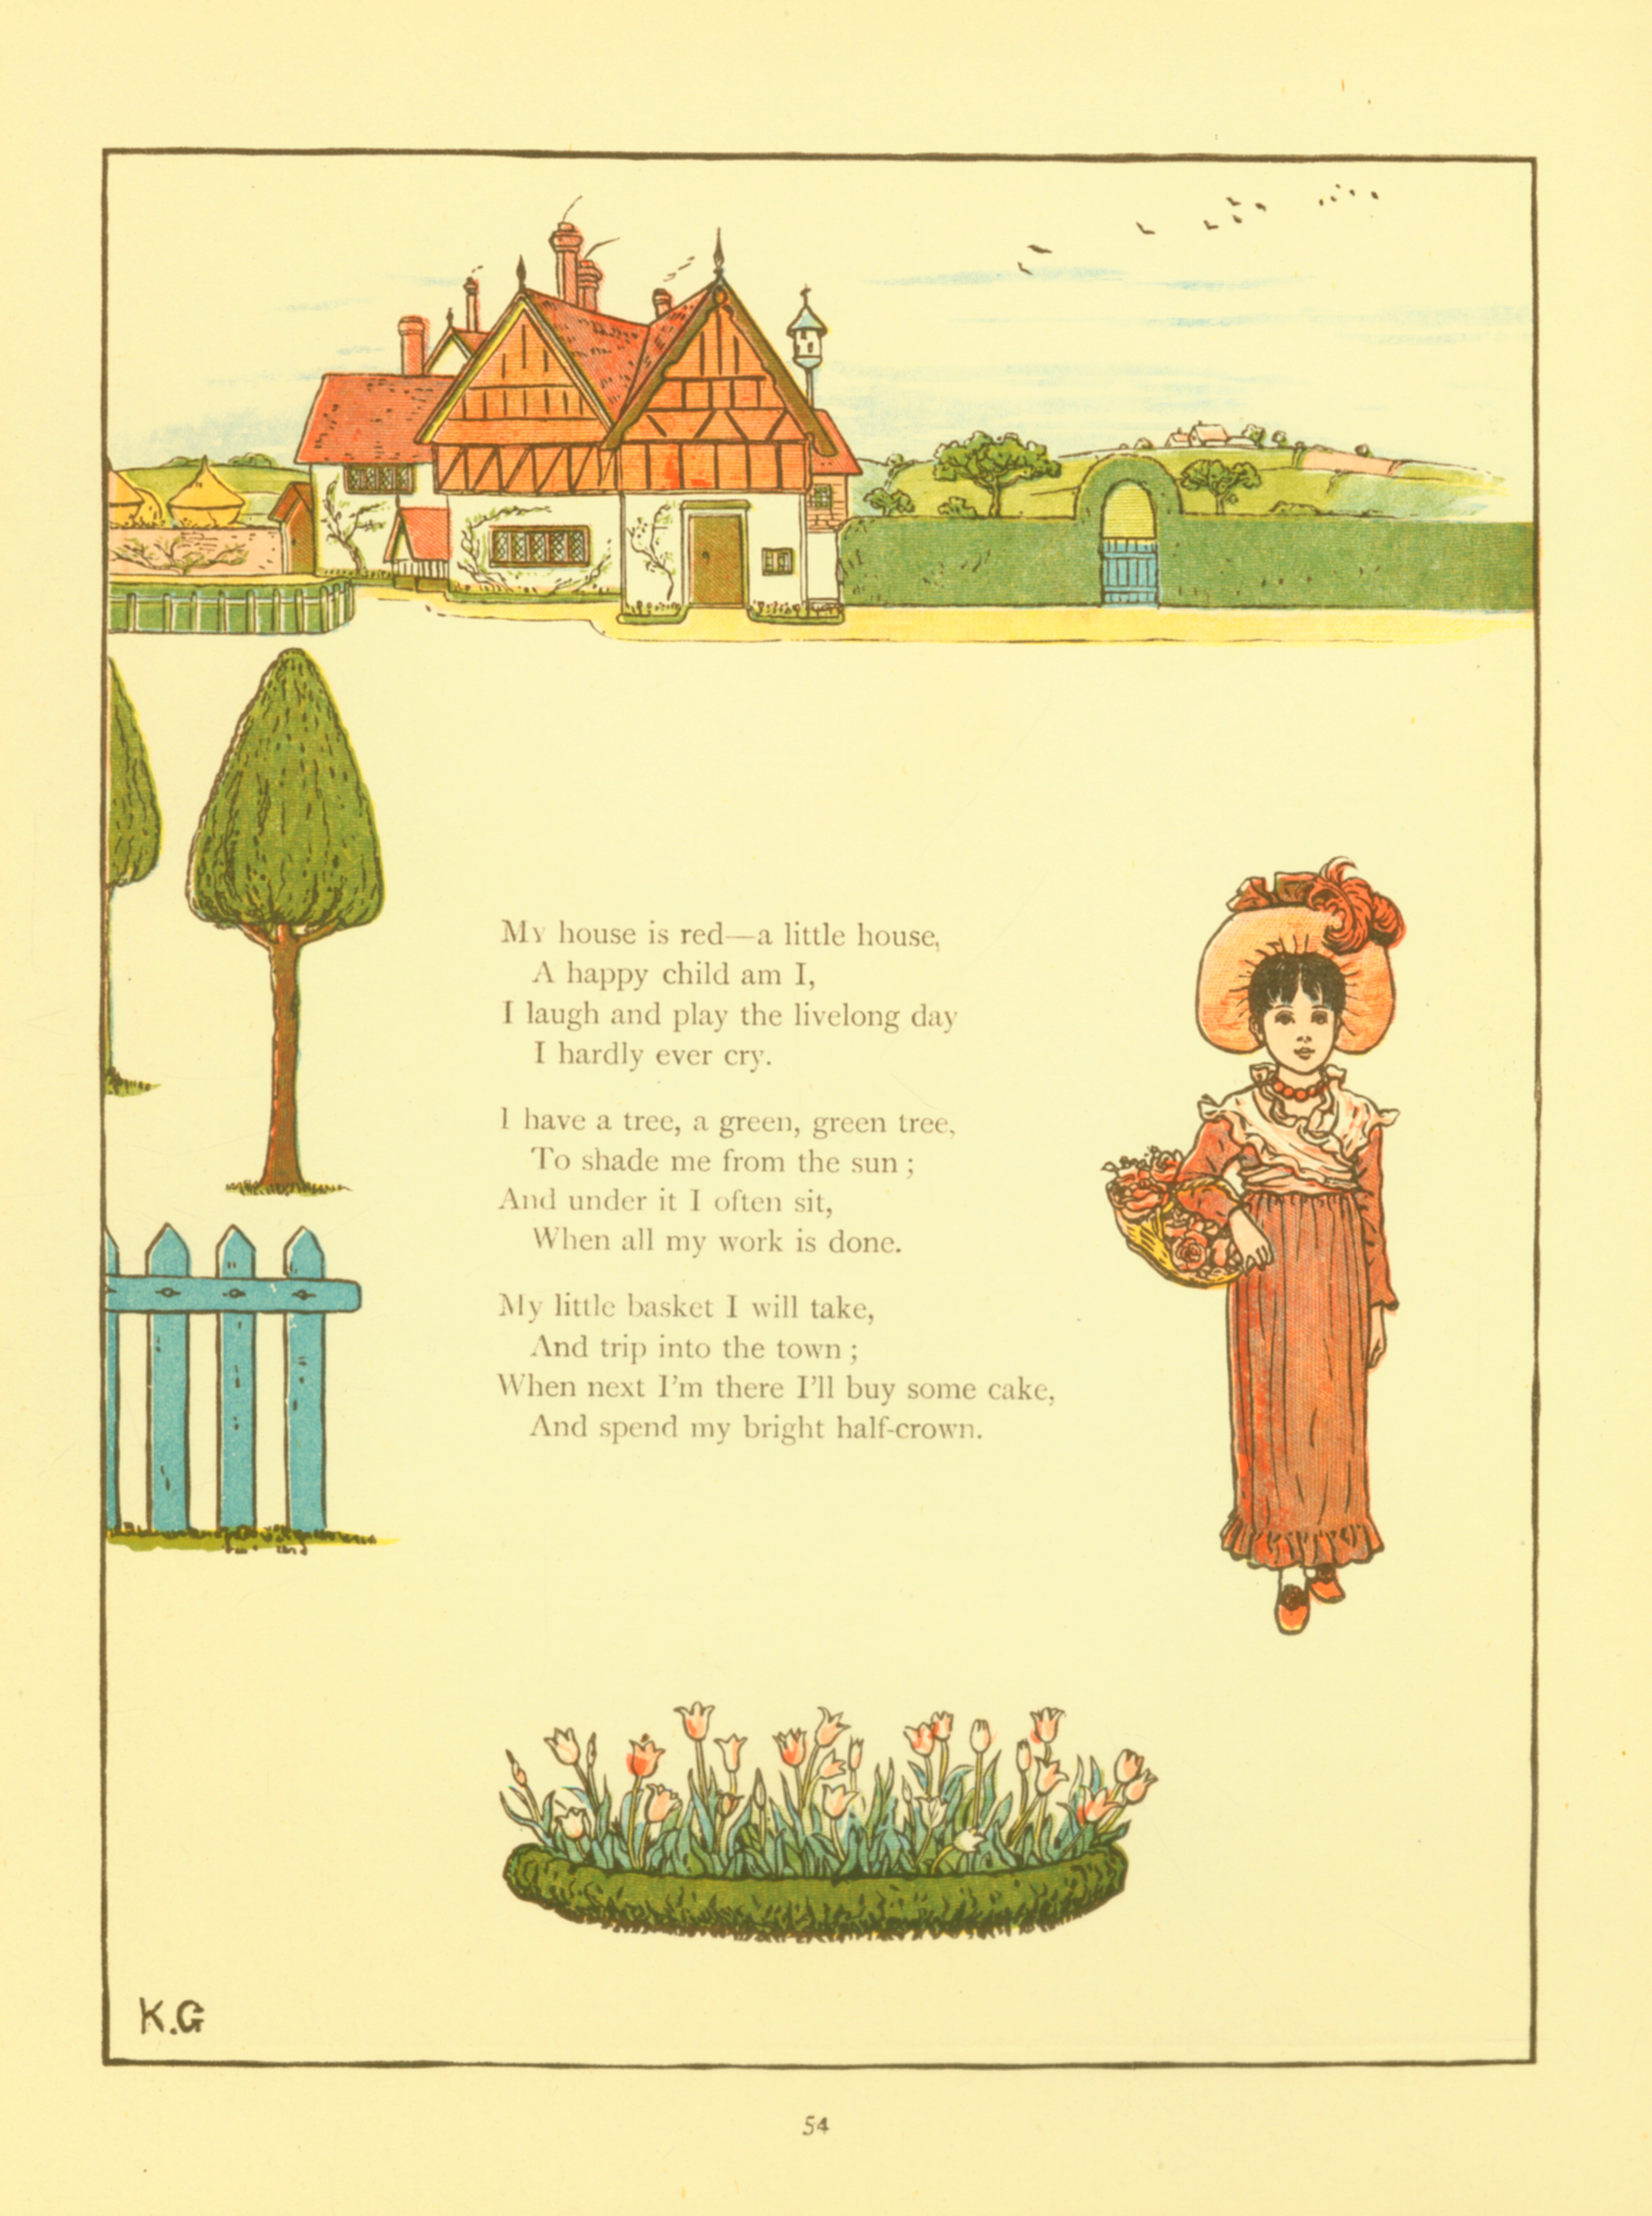 My house is red—a little house,
A happy child am I,
I laugh and play the livelong day
I hardly ever cry.
I have a tree, a green, green tree,
To shade me from the sun ;
And under it I often sit,
When all my work is done.
My little basket I will take,
And trip into the town ;
When next I'm there I'll buy some cake,
And spend my bright half-crown.
K.G
54